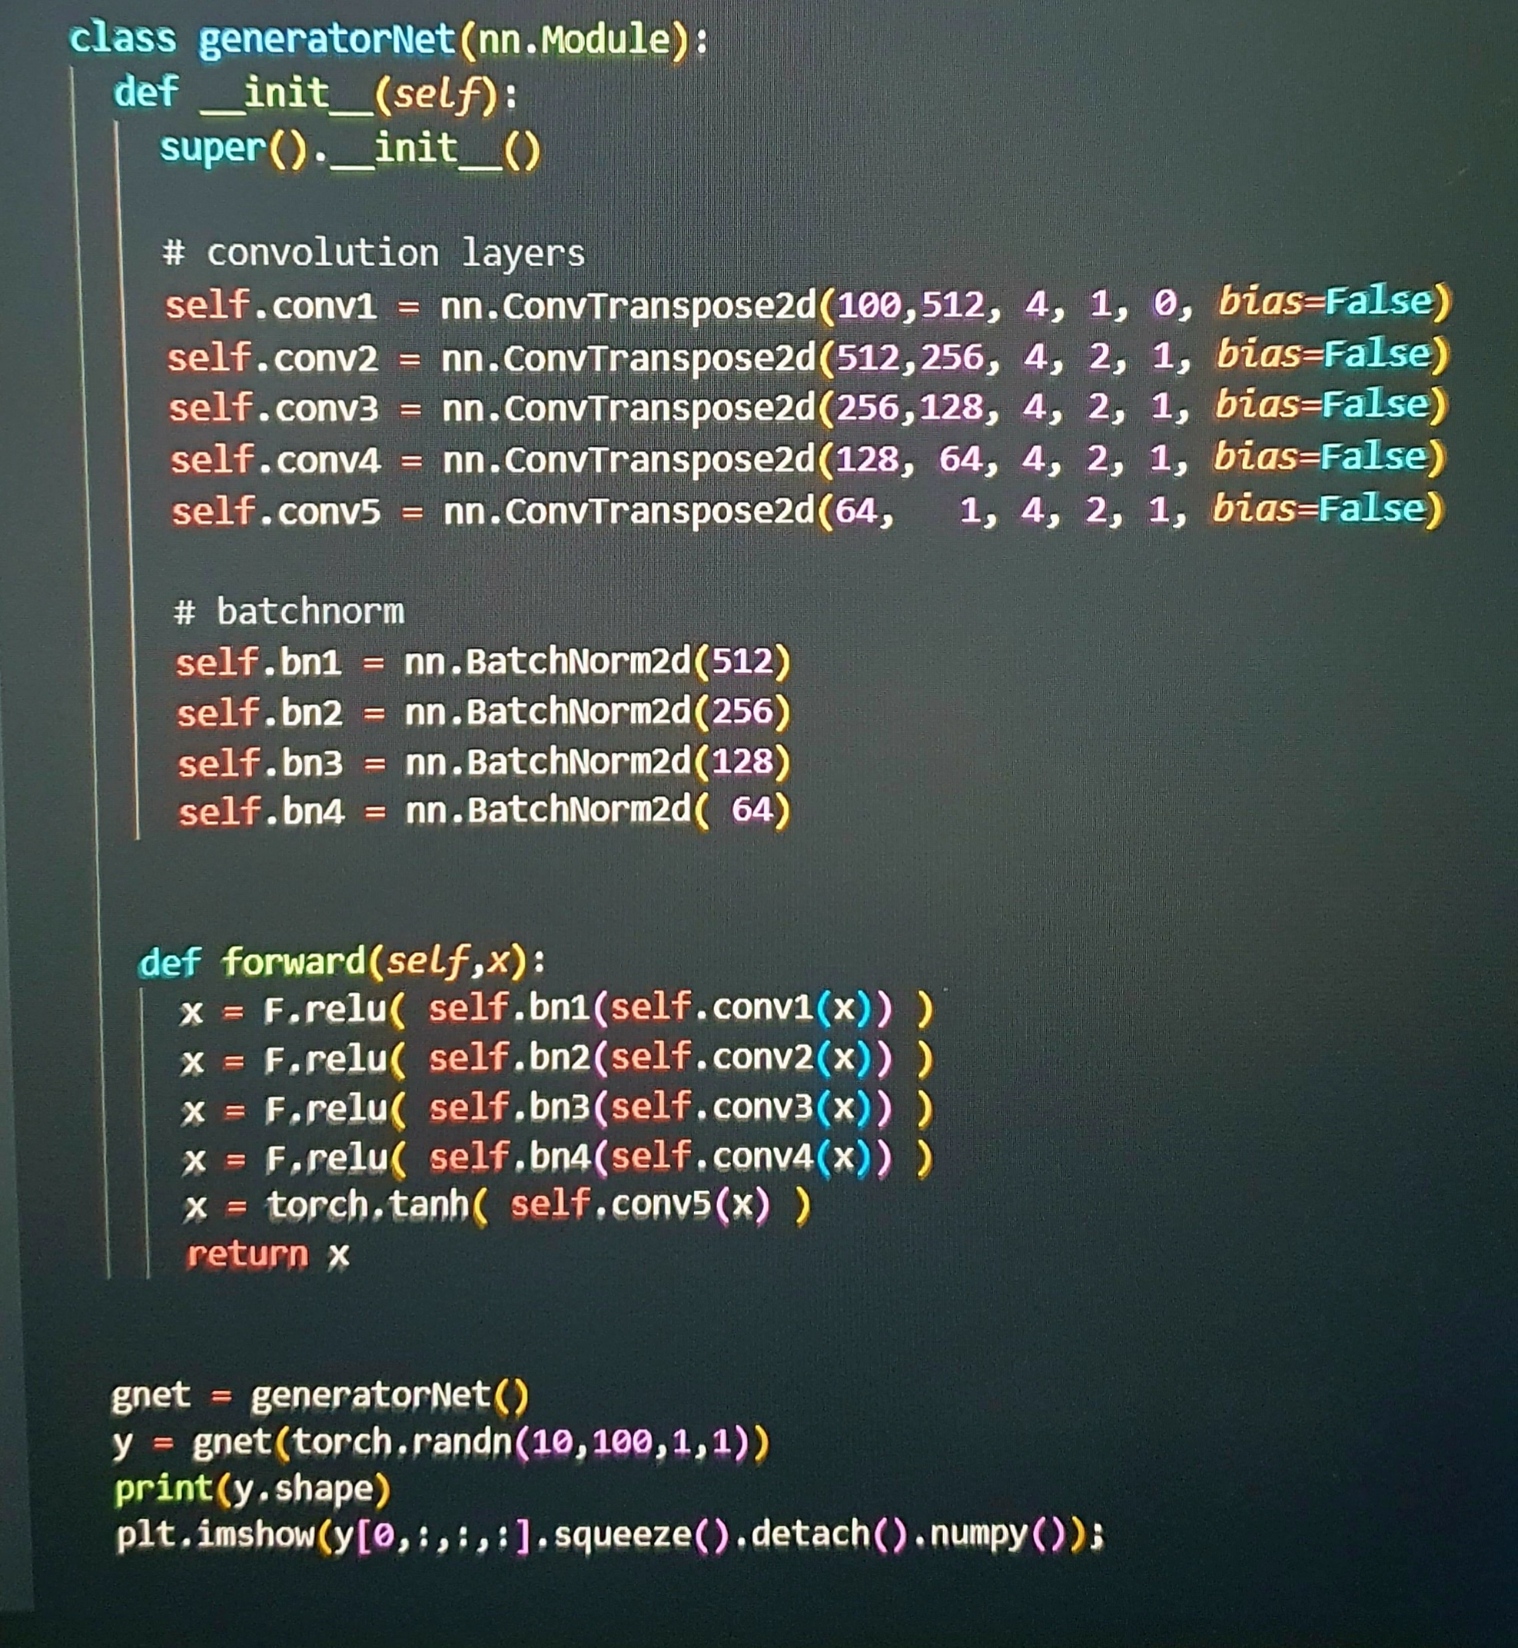 class generatorNet(nn.Module):
def __init__(self):
super().__init__()
# convolution layers
self.conv1 = nn.ConvTranspose2d(100,512, 4, 1, 0, bias=False)
self.conv2 = nn.ConvTranspose2d(512,256, 4, 2, 1, bias=False)
self.conv3 = nn.ConvTranspose2d(256,128, 4, 2, 1, bias=False)
self.conv4 = nn.ConvTranspose2d(128, 64, 4, 2, 1, bias=False)
self.conv5 = nn.ConvTranspose2d(64,   1, 4, 2, 1, bias=False)
# batchnorm
self.bn1 = nn.BatchNorm2d(512)
self.bn2 = nn.BatchNorm2d(256)
self.bn3 = nn.BatchNorm2d(128)
self.bn4 = nn.BatchNorm2d( 64)
def forward(self,x):
x = F.relu( self.bn1(self.conv1(x)) )
x = F.relu( self.bn2(self.conv2(x)) )
x = F.relu( self.bn3(self.conv3(x)) )
x = F.relu( self.bn4(self.conv4(x)) )
x = torch.tanh( self.conv5(x) )
return x
gnet = generatorNet()
y = gnet(torch.randn(10,100,1,1))
print(y.shape)
plt.imshow(y[0,:,:,:].squeeze().detach().numpy());